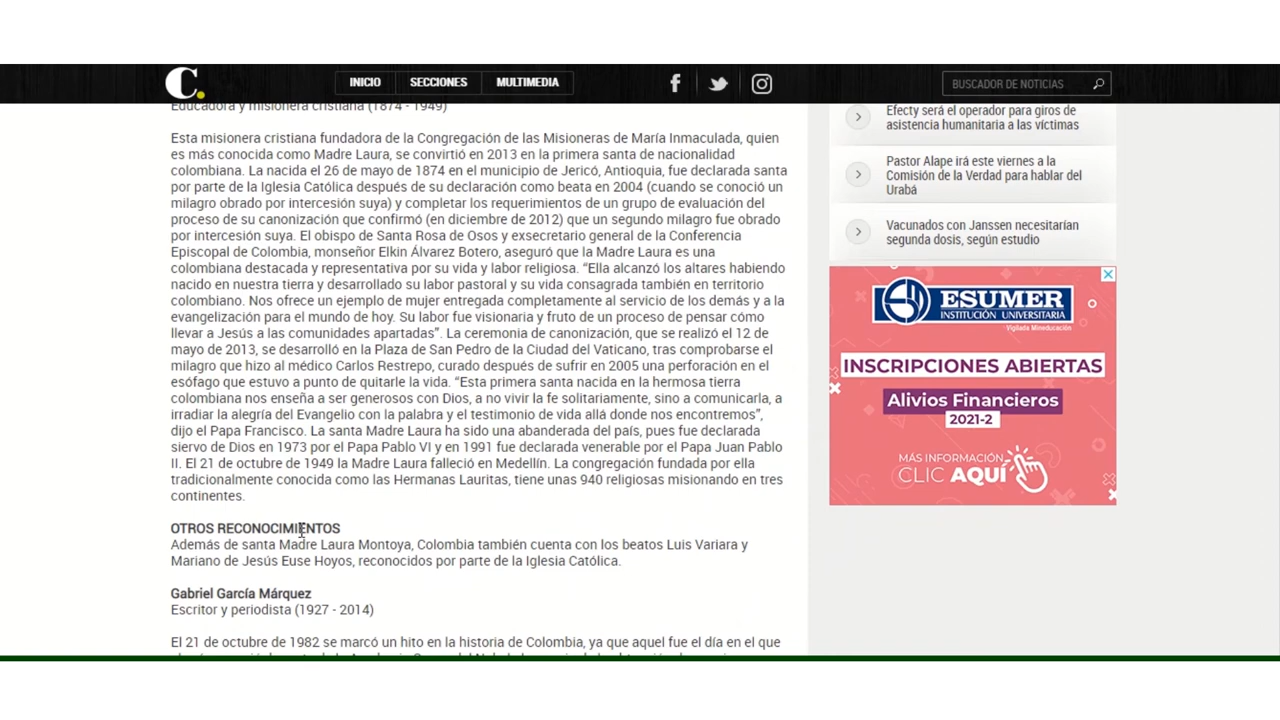 C.
INICIO
SECCIONES
MULTIMEDIA
BUSCADOR DE NOTICIAS
Educadora y misionera cristiana (1874 - 1949)
Esta misionera cristiana fundadora de la Congregación de las Misioneras de María Inmaculada, quien
es más conocida como Madre Laura, se convirtió en 2013 en la primera santa de nacionalidad
colombiana. La nacida el 26 de mayo de 1874 en el municipio de Jericó, Antioquia, fue declarada santa
por parte de la Iglesia Católica después de su declaración como beata en 2004 (cuando se conoció un
milagro obrado por intercesión suya) y completar los requerimientos de un grupo de evaluación del
proceso de su canonización que confirmó (en diciembre de 2012) que un segundo milagro fue obrado
por intercesión suya. El obispo de Santa Rosa de Osos y exsecretario general de la Conferencia
Episcopal de Colombia, monseñor Elkin Álvarez Botero, aseguró que la Madre Laura es una
colombiana destacada y representativa por su vida y labor religiosa. “Ella alcanzó los altares habiendo
nacido en nuestra tierra y desarrollado su labor pastoral y su vida consagrada también en territorio
colombiano. Nos ofrece un ejemplo de mujer entregada completamente al servicio de los demás y a la
evangelización para el mundo de hoy. Su labor fue visionaria y fruto de un proceso de pensar cómo
llevar a Jesús a las comunidades apartadas”. La ceremonia de canonización, que se realizó el 12 de
mayo de 2013, se desarrolló en la Plaza de San Pedro de la Ciudad del Vaticano, tras comprobarse el
milagro que hizo al médico Carlos Restrepo, curado después de sufrir en 2005 una perforación en el
esófago que estuvo a punto de quitarle la vida. “Esta primera santa nacida en la hermosa tierra
colombiana nos enseña a ser generosos con Dios, a no vivir la fe solitariamente, sino a comunicarla, a
irradiar la alegría del Evangelio con la palabra y el testimonio de vida allá donde nos encontremos”,
dijo el Papa Francisco. La santa Madre Laura ha sido una abanderada del país, pues fue declarada
siervo de Dios en 1973 por el Papa Pablo VI y en 1991 fue declarada venerable por el Papa Juan Pablo
II. El 21 de octubre de 1949 la Madre Laura falleció en Medellín. La congregación fundada por ella
tradicionalmente conocida como las Hermanas Lauritas, tiene unas 940 religiosas misionando en tres
continentes.
OTROS RECONOCIMIENTOS
Además de santa Madre Laura Montoya, Colombia también cuenta con los beatos Luis Variara y
Mariano de Jesús Euse Hoyos, reconocidos por parte de la Iglesia Católica.
Gabriel García Márquez
Escritor y periodista (1927 - 2014)
El 21 de octubre de 1982 se marcó un hito en la historia de Colombia, ya que aquel fue el día en el que
Efecty será el operador para giros de
asistencia humanitaria a las víctimas
Pastor Alape irá este viernes a la
Comisión de la Verdad para hablar del
Urabá
Vacunados con Janssen necesitarían
segunda dosis, según estudio
ESUMER
INSTITUCIÓN UNIVERSITARIA
Vigilada Mineducación
INSCRIPCIONES ABIERTAS
Alivios Financieros
2021-2
MÁS INFORMACIÓN
CLIC AQUÍ